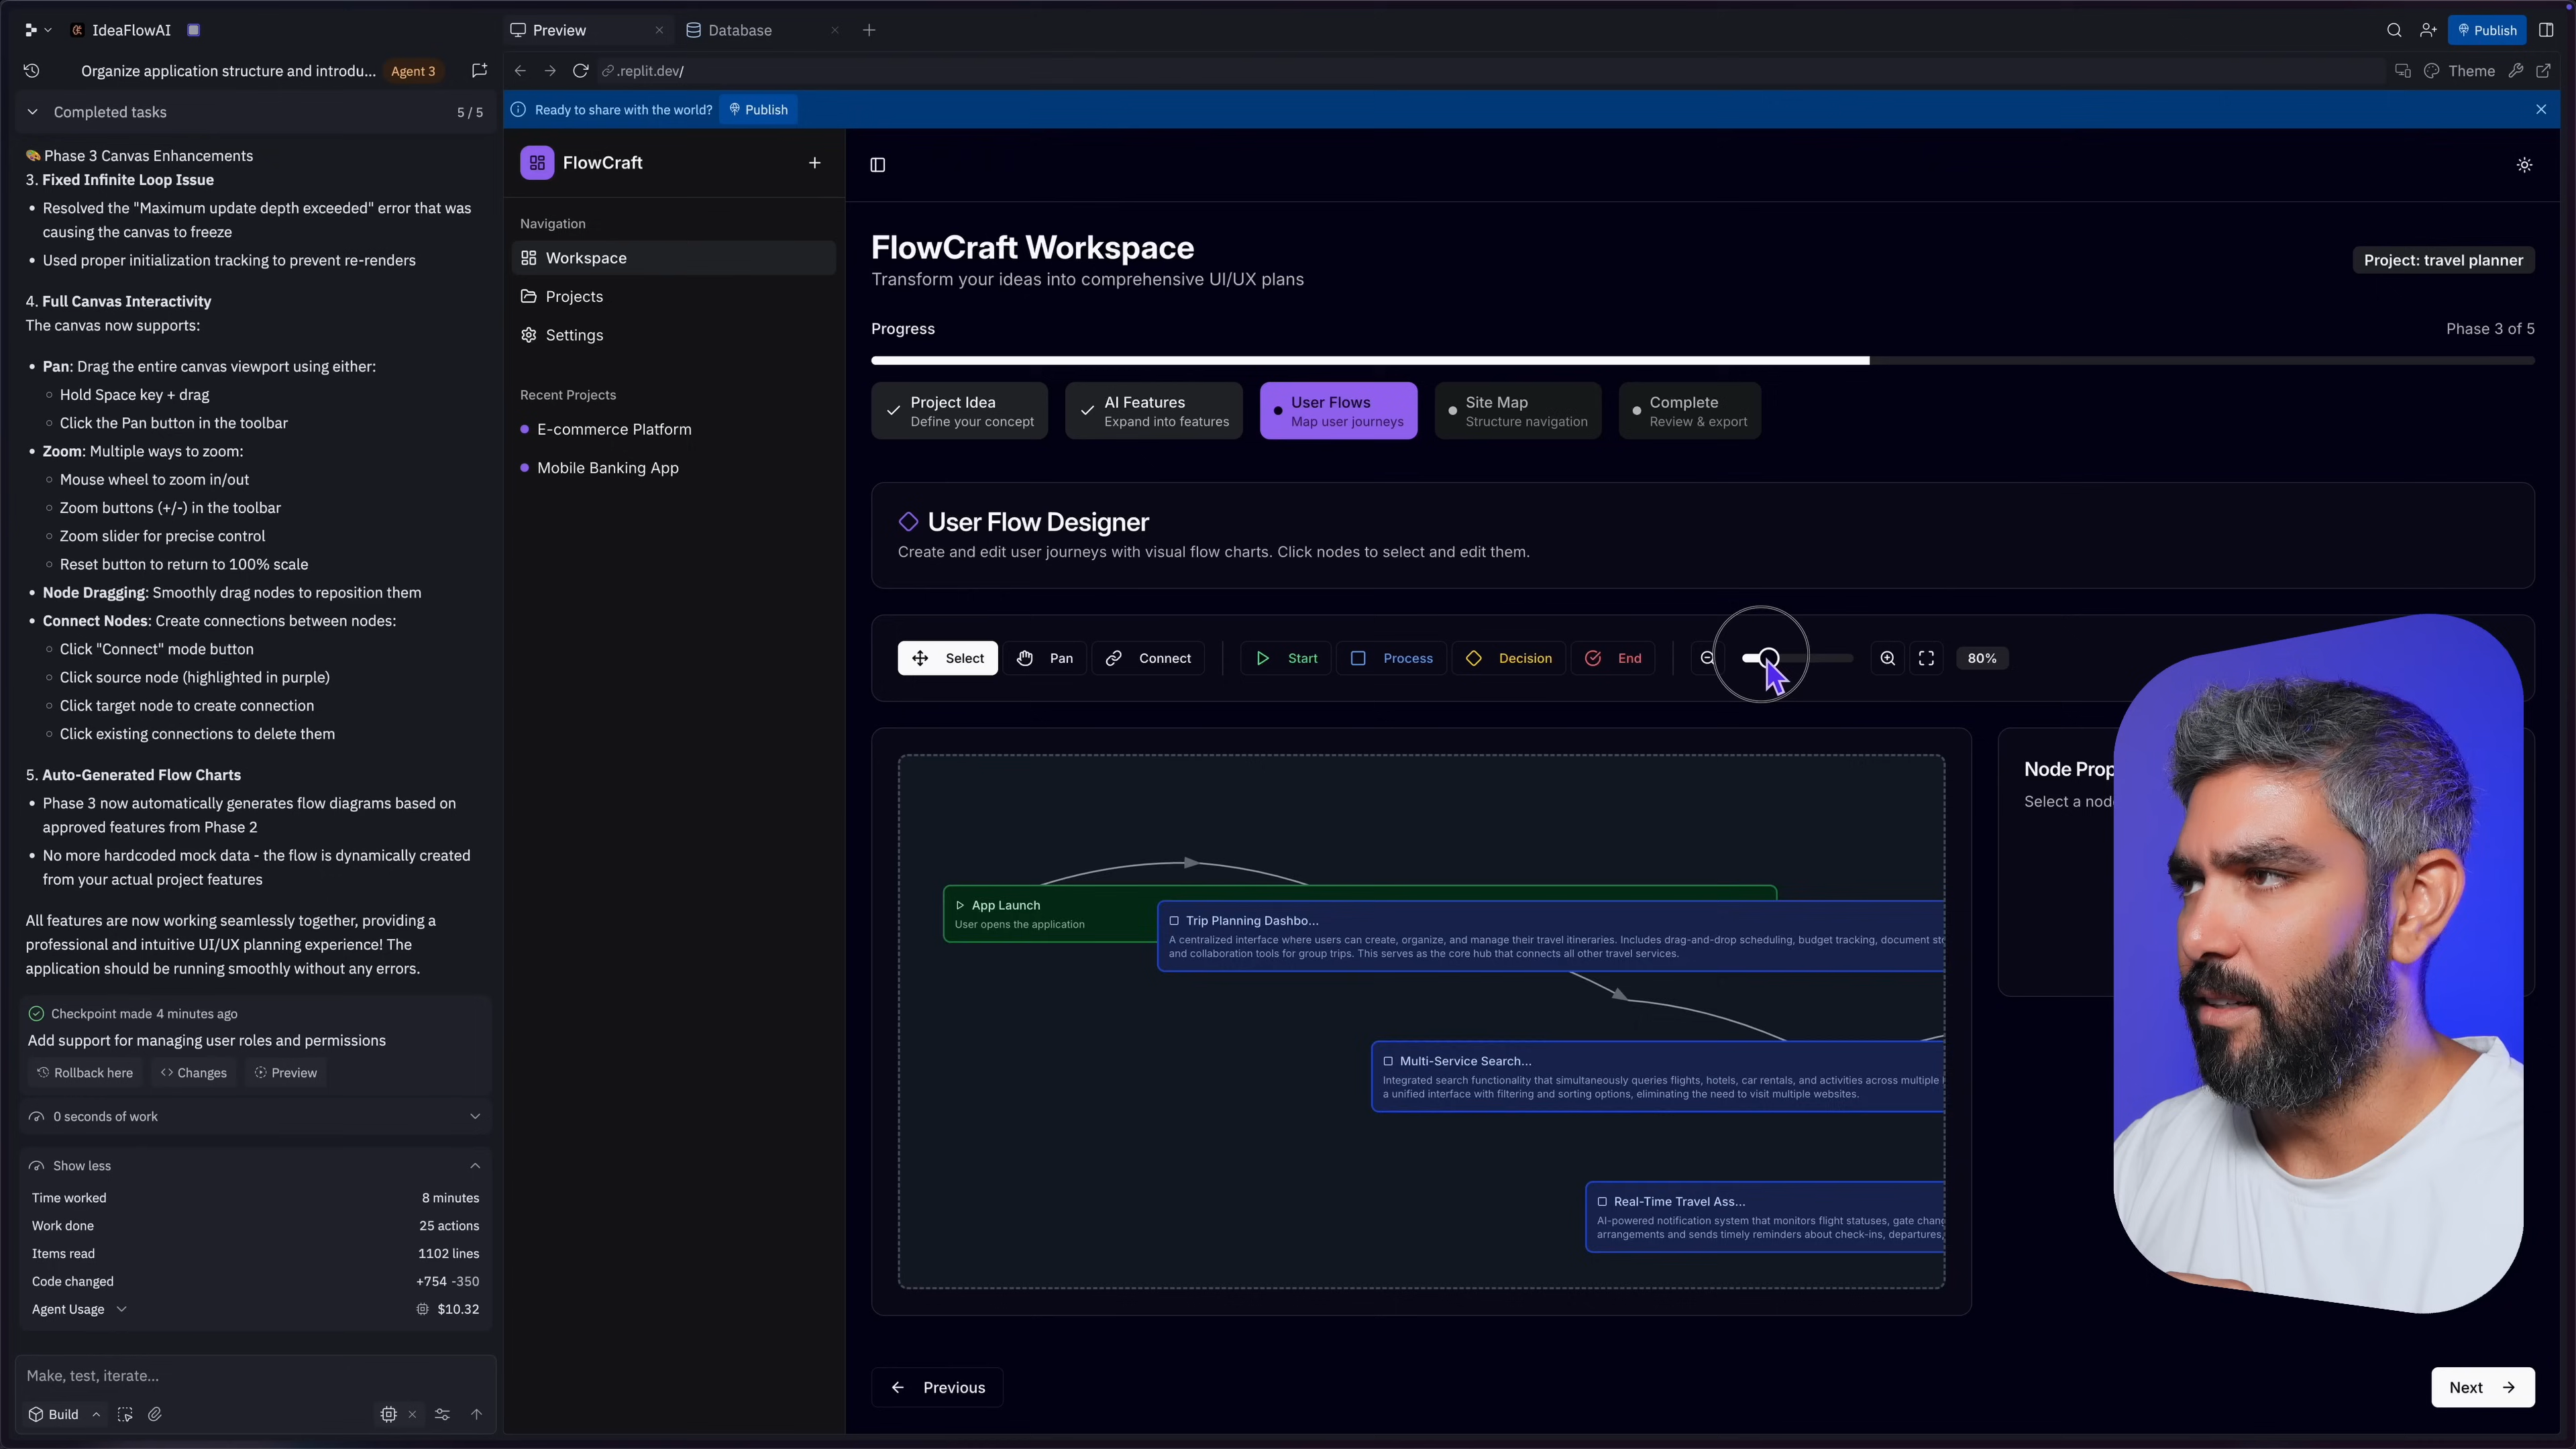 IdeaFlowAI
Preview
Database
Publish
Organize application structure and introdu...
Agent 3
.replit.dev/
Theme
Completed tasks
5 / 5
Ready to share with the world?
Publish
🎨 Phase 3 Canvas Enhancements
3. Fixed Infinite Loop Issue
• Resolved the "Maximum update depth exceeded" error that was
causing the canvas to freeze
• Used proper initialization tracking to prevent re-renders
4. Full Canvas Interactivity
The canvas now supports:
• Pan: Drag the entire canvas viewport using either:
Hold Space key + drag
Click the Pan button in the toolbar
• Zoom: Multiple ways to zoom:
Mouse wheel to zoom in/out
Zoom buttons (+/-) in the toolbar
Zoom slider for precise control
Reset button to return to 100% scale
• Node Dragging: Smoothly drag nodes to reposition them
• Connect Nodes: Create connections between nodes:
Click "Connect" mode button
Click source node (highlighted in purple)
Click target node to create connection
Click existing connections to delete them
5. Auto-Generated Flow Charts
• Phase 3 now automatically generates flow diagrams based on
approved features from Phase 2
• No more hardcoded mock data - the flow is dynamically created
from your actual project features
All features are now working seamlessly together, providing a
professional and intuitive UI/UX planning experience! The
application should be running smoothly without any errors.
Checkpoint made 4 minutes ago
Add support for managing user roles and permissions
Rollback here
Changes
Preview
0 seconds of work
Show less
Time worked
8 minutes
Work done
25 actions
Items read
1102 lines
Code changed
+754 -350
Agent Usage
$10.32
Make, test, iterate...
Build
FlowCraft
Navigation
Workspace
Projects
Settings
Recent Projects
E-commerce Platform
Mobile Banking App
FlowCraft Workspace
Transform your ideas into comprehensive UI/UX plans
Project: travel planner
Progress
Phase 3 of 5
Project Idea
Define your concept
AI Features
Expand into features
User Flows
Map user journeys
Site Map
Structure navigation
Complete
Review & export
User Flow Designer
Create and edit user journeys with visual flow charts. Click nodes to select and edit them.
Select
Pan
Connect
Start
Process
Decision
End
80%
App Launch
User opens the application
Trip Planning Dashbo...
A centralized interface where users can create, organize, and manage their travel itineraries. Includes drag-and-drop scheduling, budget tracking, document
and collaboration tools for group trips. This serves as the core hub that connects all other travel services.
Multi-Service Search...
Integrated search functionality that simultaneously queries flights, hotels, car rentals, and activities across multiple
a unified interface with filtering and sorting options, eliminating the need to visit multiple websites.
Real-Time Travel Ass...
AI-powered notification system that monitors flight statuses, gate
arrangements and sends timely reminders about check-ins, departures,
Node
Select a
Previous
Next